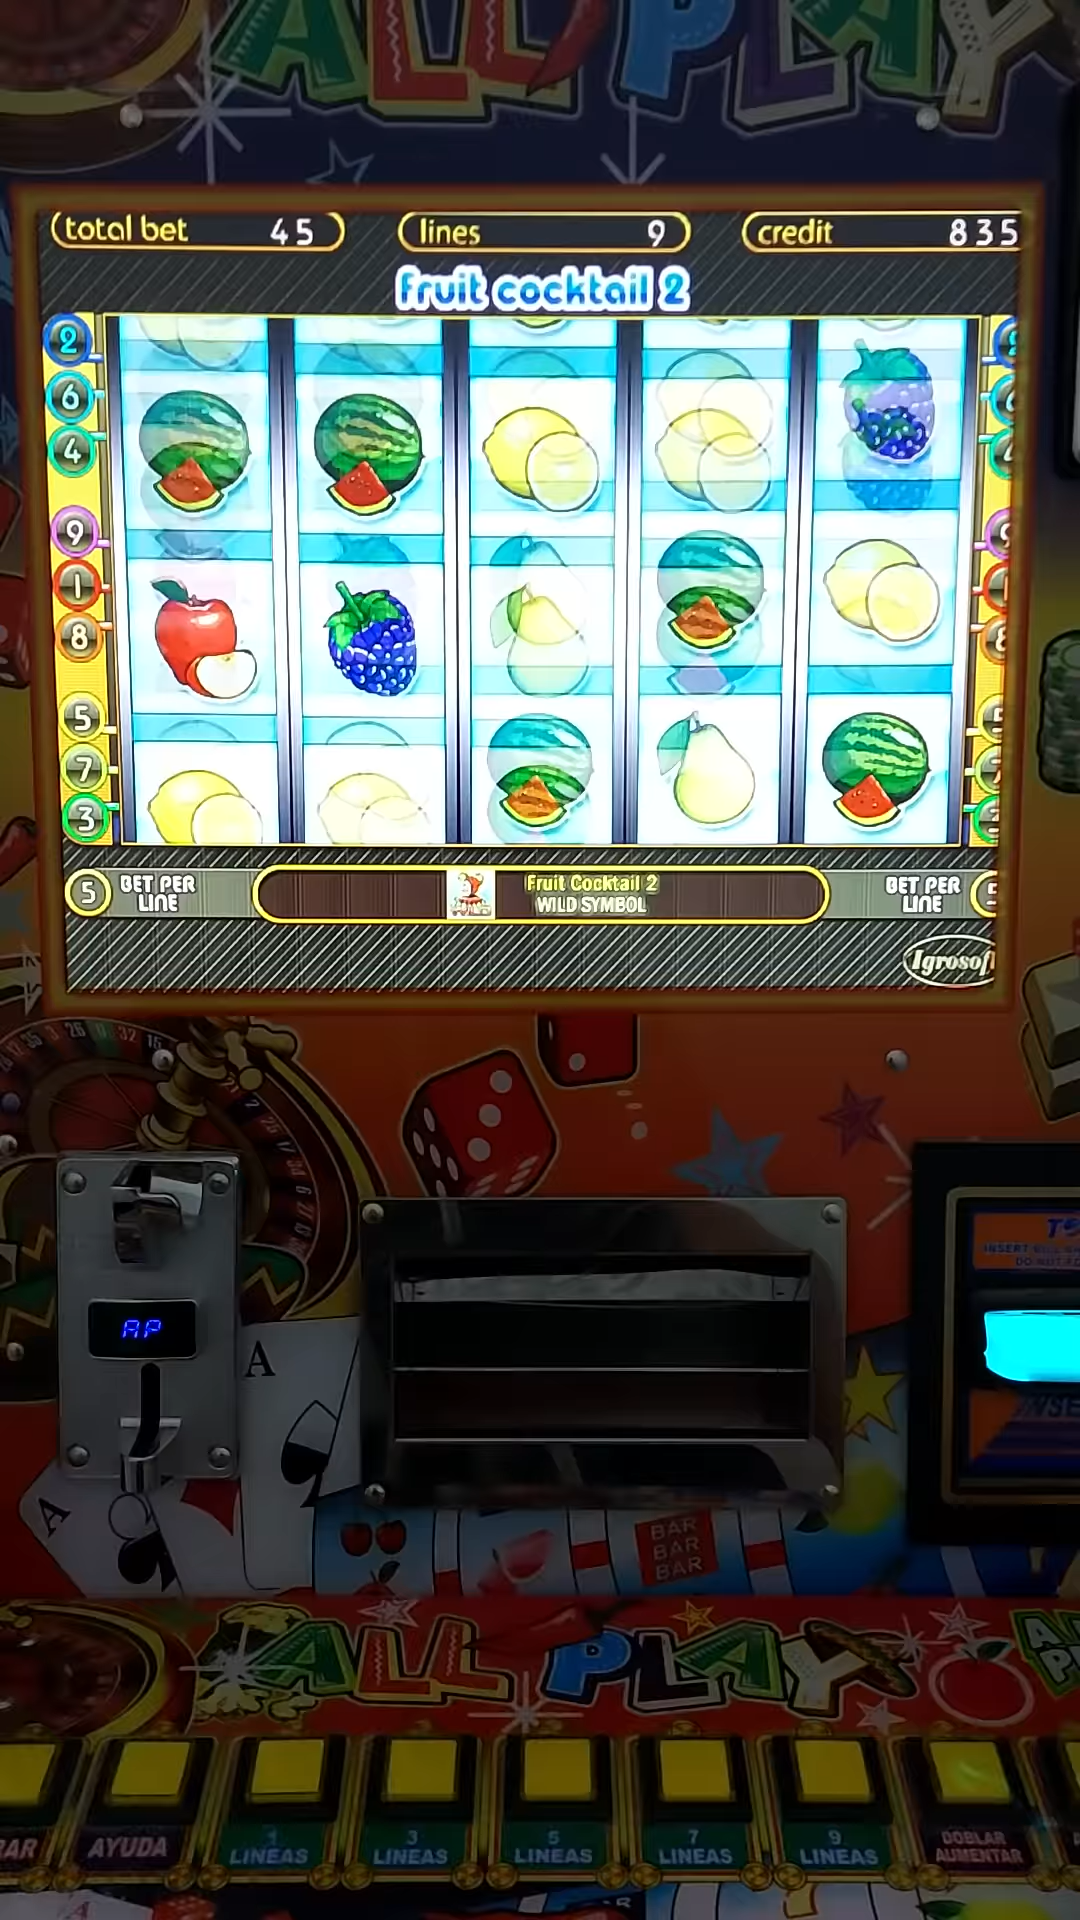 ALL PLAY
total bet 45
lines 9
credit 835
fruit cocktail 2
2
6
4
9
1
8
5
7
3
5 BET PER LINE
Fruit Cocktail 2
WILD SYMBOL
BET PER LINE
Igrosof
AP
A
A
BAR
BAR
BAR
ALL PLAY
AYUDA
1 LINEAS
3 LINEAS
5 LINEAS
7 LINEAS
9 LINEAS
DOBLAR
AUMENTAR